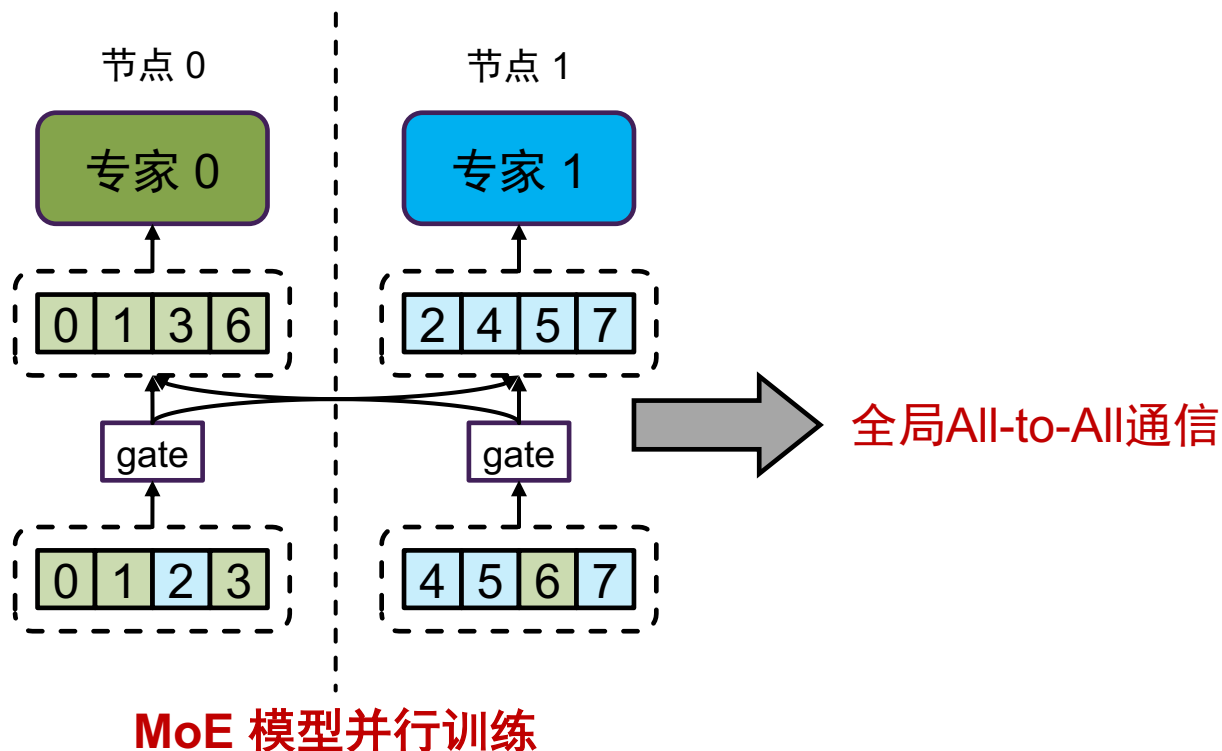 节点 0
节点 1
专家 0
专家 1
0 1 3 6
2 4 5 7
gate
gate
全局All-to-All通信
0 1 2 3
4 5 6 7
MoE 模型并行训练